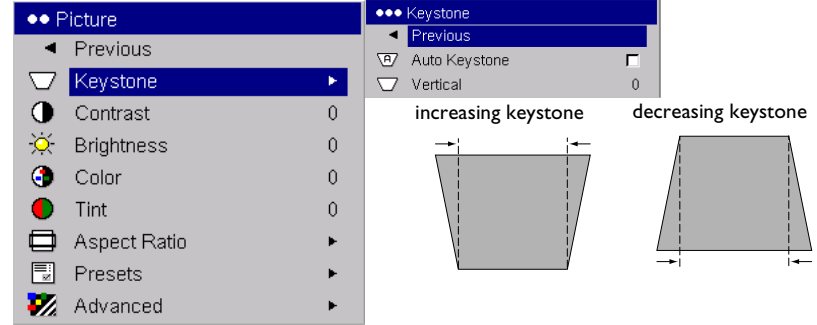 Picture
Previous
Keystone
Contrast 0
Brightness 0
Color 0
Tint 0
Aspect Ratio
Presets
Advanced
Keystone
Previous
A Auto Keystone
Vertical 0
increasing keystone
decreasing keystone